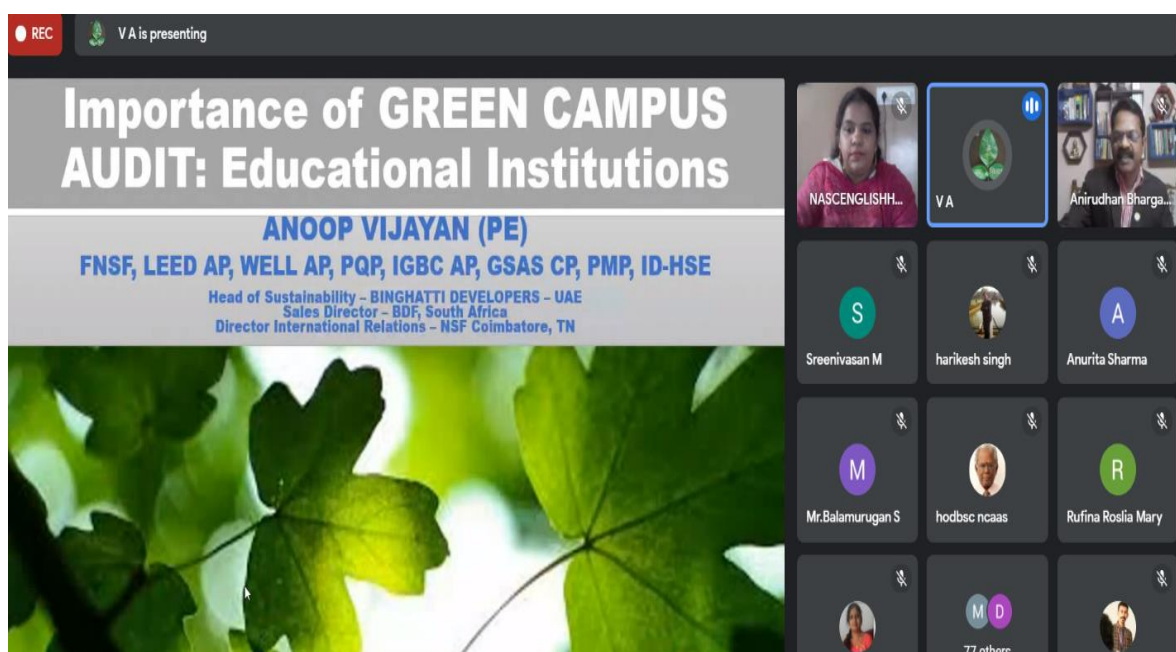 REC
V A is presenting
Importance of GREEN CAMPUS
AUDIT: Educational Institutions
ANOOP VIJAYAN (PE)
FNSF, LEED AP, WELL AP, PQP, IGBC AP, GSAS CP, PMP, ID-HSE
Head of Sustainability – BINGHATTI DEVELOPERS – UAE
Sales Director – BDF, South Africa
Director International Relations – NSF Coimbatore, TN
NASCENGLISHH...
V A
Anirudhan Bharga...
S
Sreenivasan M
harikesh singh
A
Anurita Sharma
M
Mr.Balamurugan S
hodbsc ncaas
R
Rufina Roslia Mary
M D
77 others